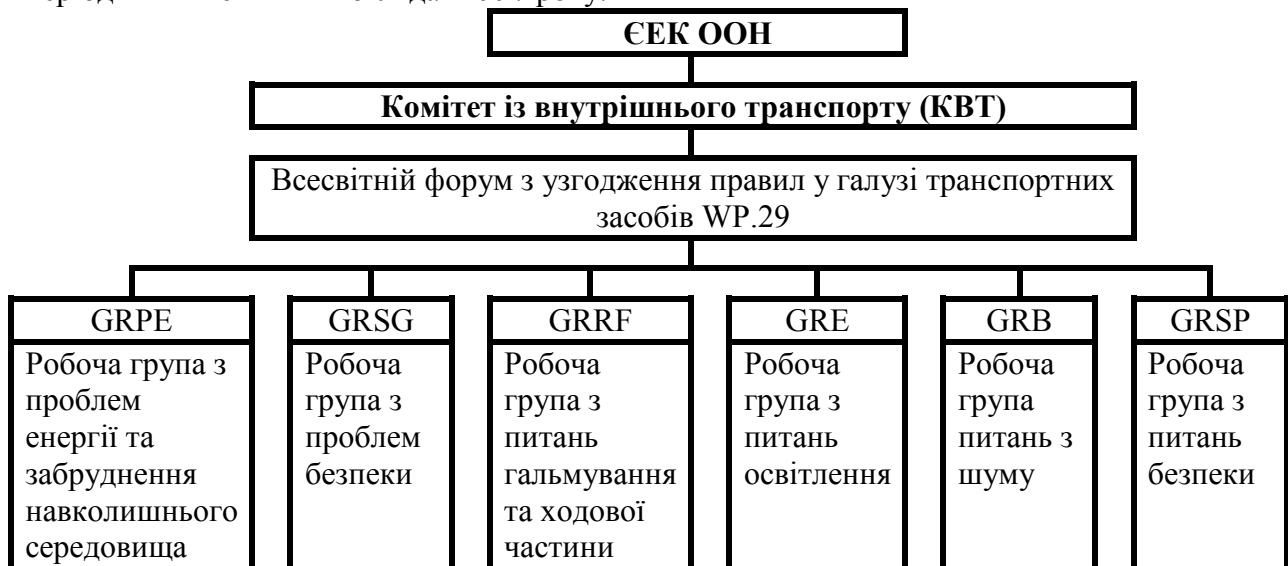 ЄЕК ООН
Комітет із внутрішнього транспорту (КВТ)
Всесвітній форум з узгодження правил у галузі транспортних
засобів WP.29
GRPE
Робоча група з
проблем
енергії та
забруднення
навколишнього
середовища
GRSG
Робоча
група з
проблем
безпеки
GRRF
Робоча
група з
питань
гальмування
та ходової
частини
GRE
Робоча
група з
питань
освітлення
GRB
Робоча
група
питань з
шуму
GRSP
Робоча
група з
питань
безпеки